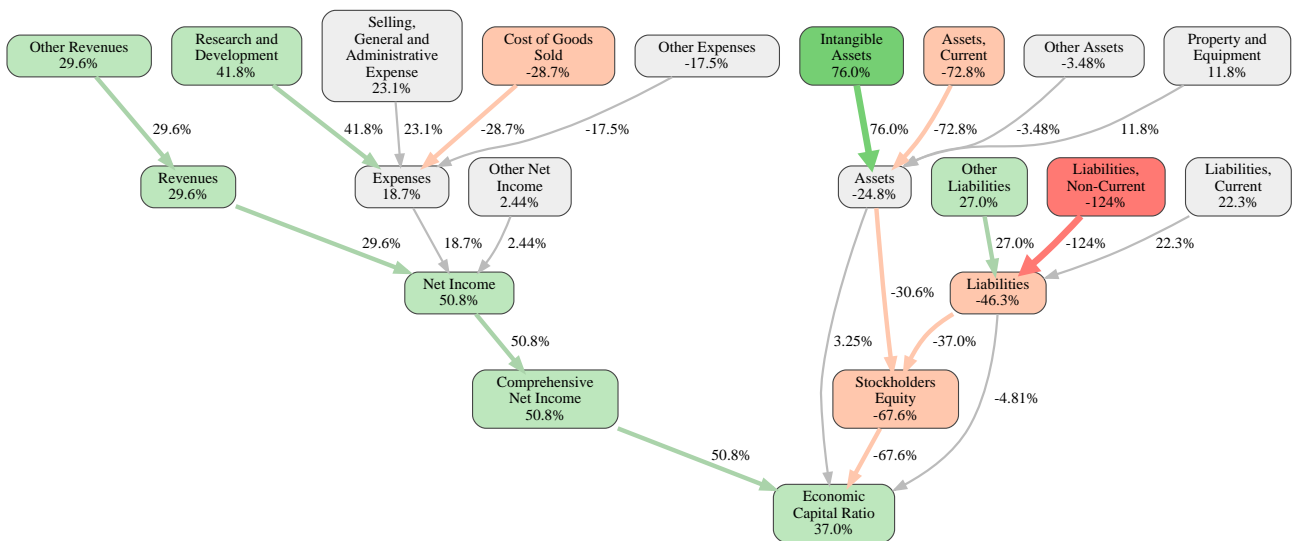 Other Revenues
29.6%
Research and
Development
41.8%
Selling,
General and
Administrative
Expense
23.1%
Cost of Goods
Sold
-28.7%
Other Expenses
-17.5%
Intangible
Assets
76.0%
Assets,
Current
-72.8%
Other Assets
-3.48%
Property and
Equipment
11.8%
29.6%
41.8%
23.1%
-28.7%
-17.5%
76.0%
-72.8%
-3.48%
11.8%
Revenues
29.6%
Expenses
18.7%
Other Net
Income
2.44%
Assets
-24.8%
Other
Liabilities
27.0%
Liabilities,
Non-Current
-124%
Liabilities,
Current
22.3%
29.6%
18.7%
2.44%
27.0%
-124%
22.3%
Net Income
50.8%
-30.6%
Liabilities
-46.3%
50.8%
3.25%
-37.0%
Comprehensive
Net Income
50.8%
Stockholders
Equity
-67.6%
-4.81%
50.8%
-67.6%
Economic
Capital Ratio
37.0%